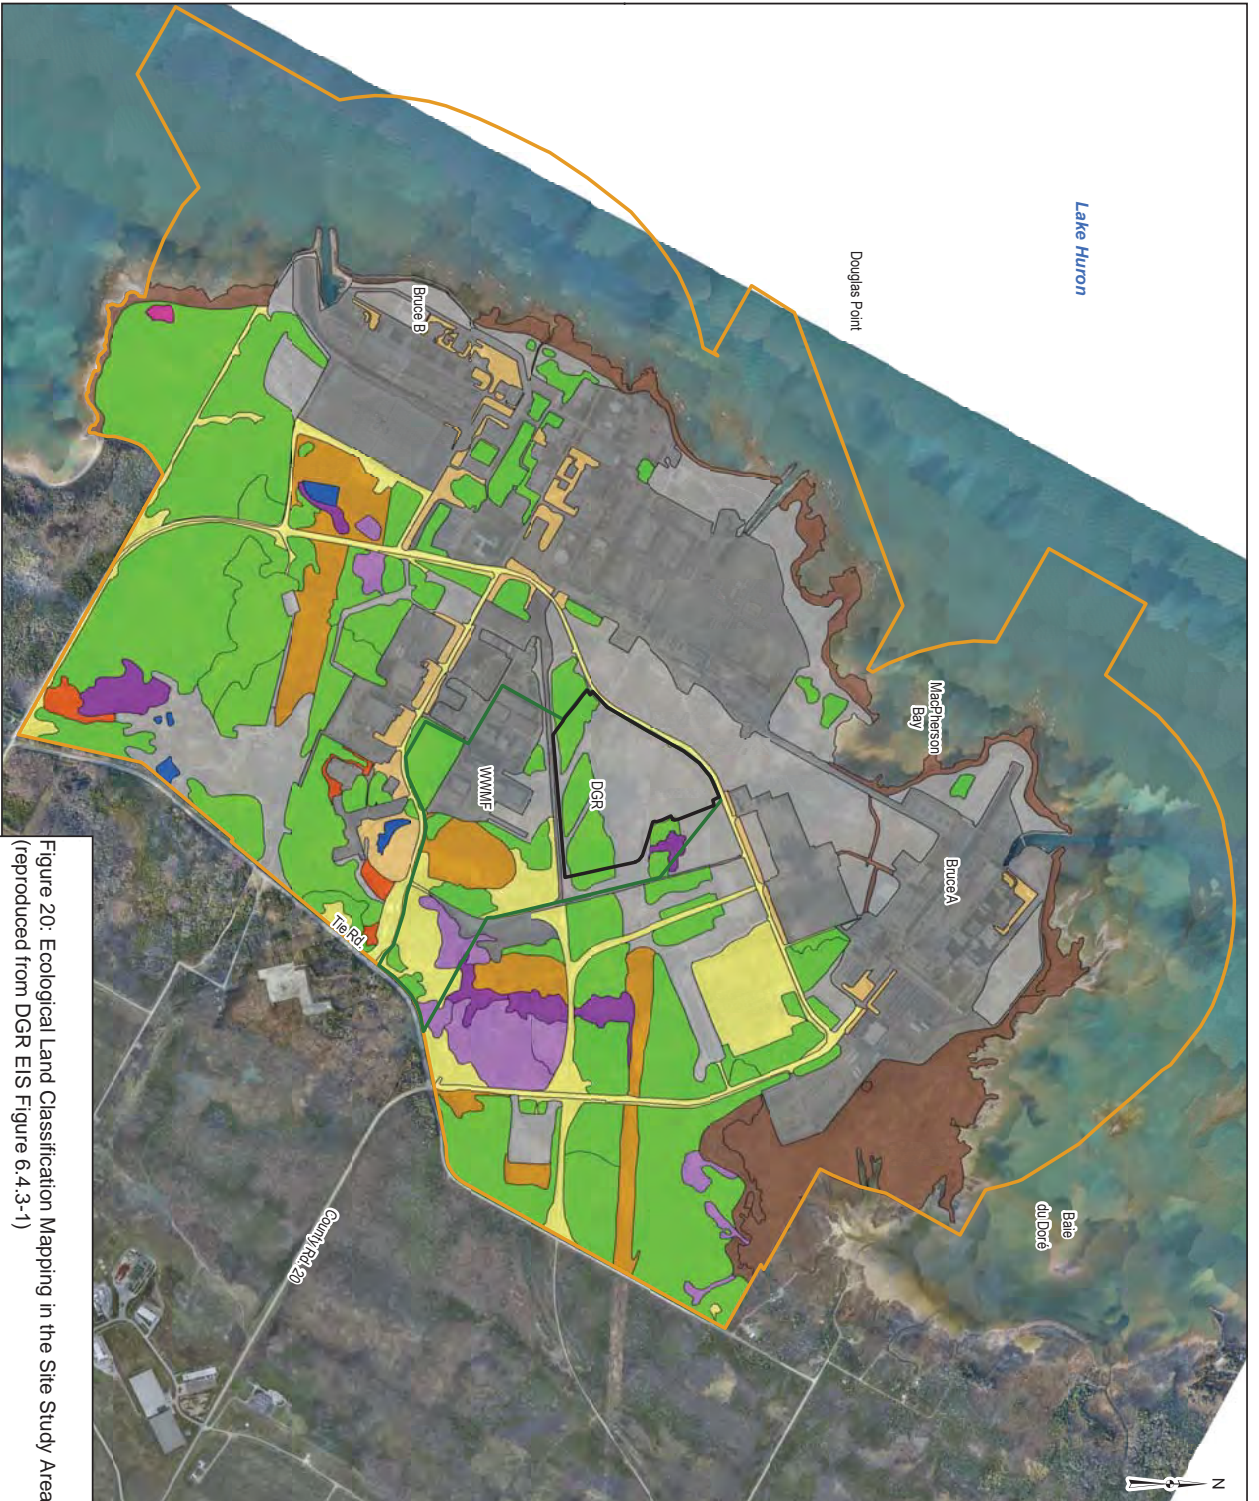 Lake Huron
Douglas Point
MacPherson
Bay
Baie
du Doré
Bruce B
Bruce A
DGR
WWMF
Tie Rd.
County Rd. 20
N
Figure 20: Ecological Land Classification Mapping in the Site Study Area
(reproduced from DGR EIS Figure 6.4.3-1)